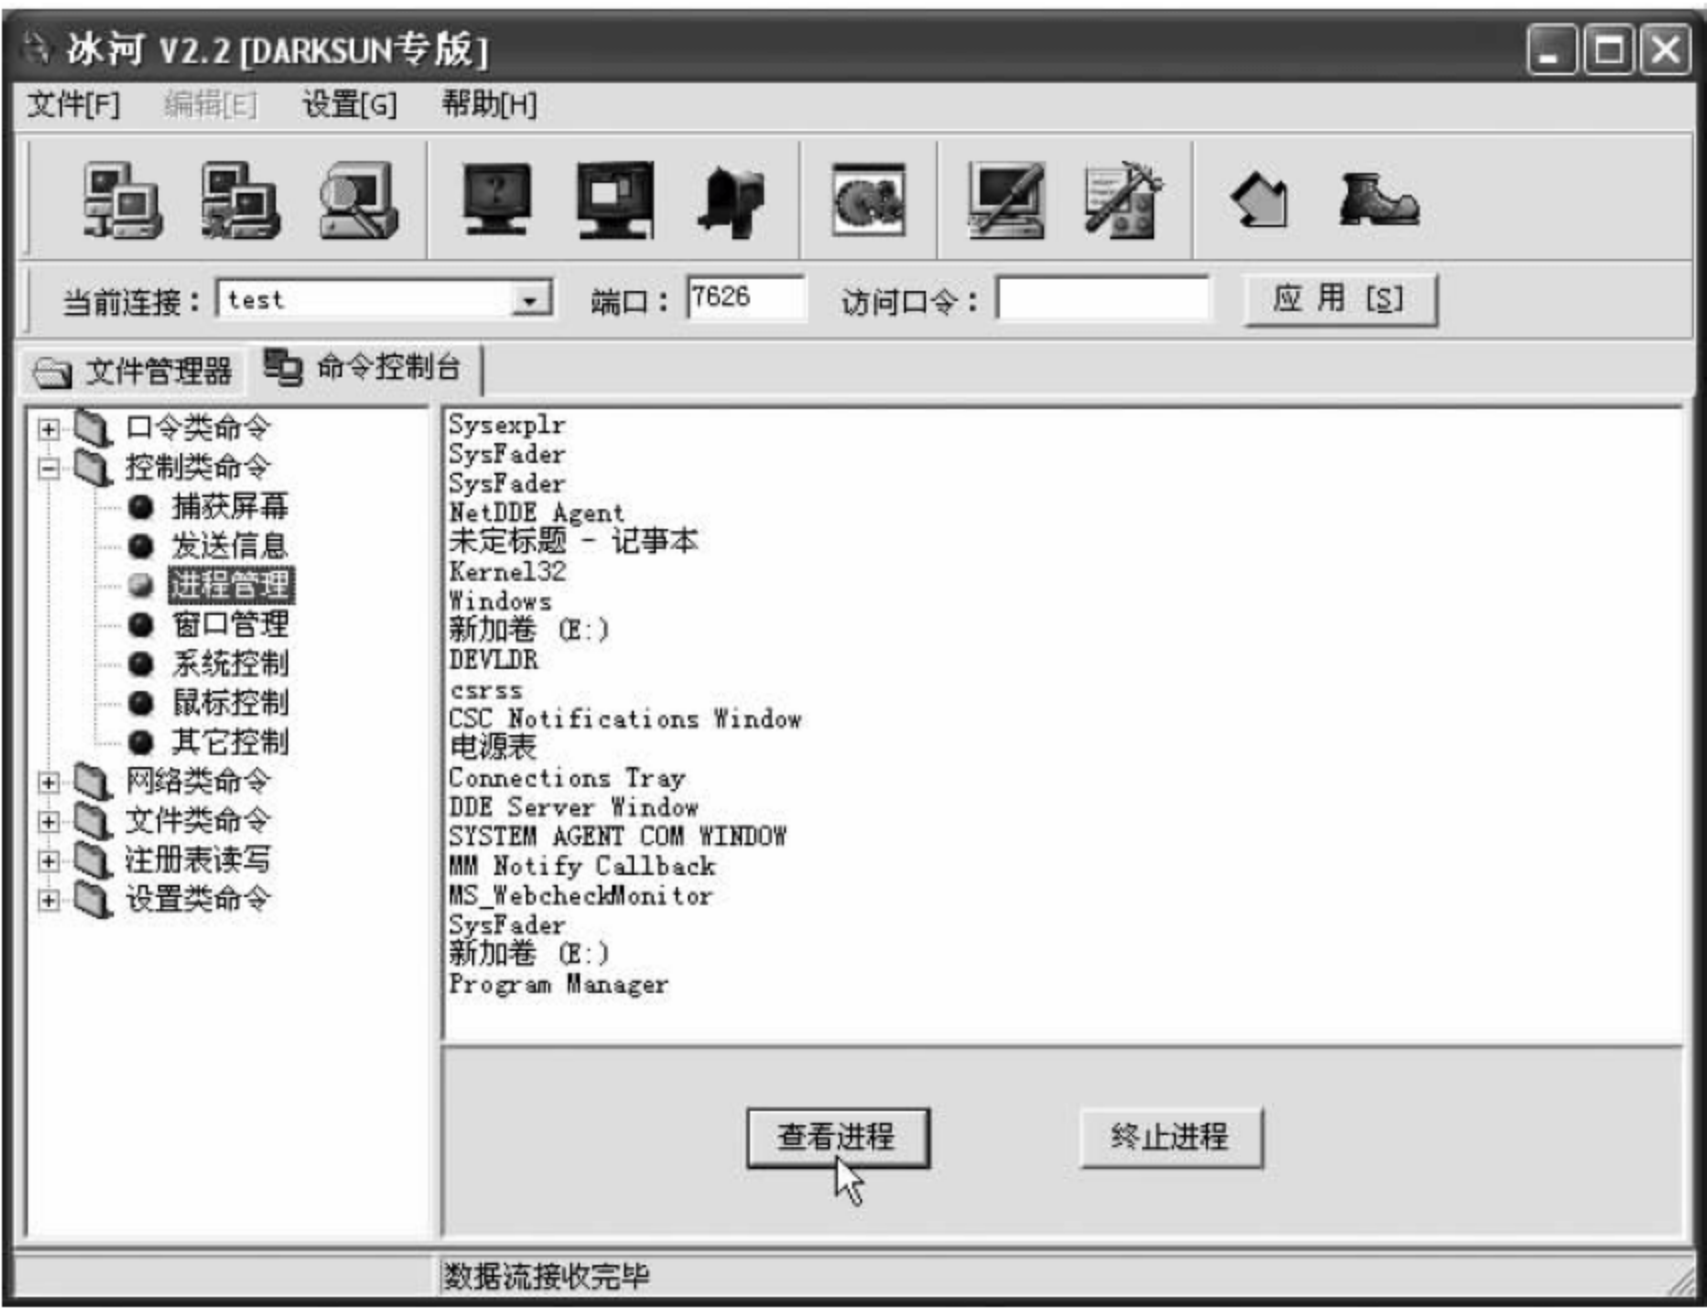 冰河 V2.2[DARKSUN专版]
文件[F] 编辑[E] 设置[G] 帮助[H]
当前连接： test 端口： 7626 访问口令： 应 用 [S]
文件管理器 命令控制台
口令类命令
控制类命令
捕获屏幕
发送信息
进程管理
窗口管理
系统控制
鼠标控制
其它控制
网络类命令
文件类命令
注册表读写
设置类命令
Sysexplr
SysFader
SysFader
NetDDE Agent
未定标题 - 记事本
Kernel32
Windows
新加卷 (E:)
DEVLDR
csrss
CSC Notifications Window
电源表
Connections Tray
DDE Server Window
SYSTEM AGENT COM WINDOW
MM Notify Callback
MS_WebcheckMonitor
SysFader
新加卷 (E:)
Program Manager
查看进程 终止进程
数据流接收完毕